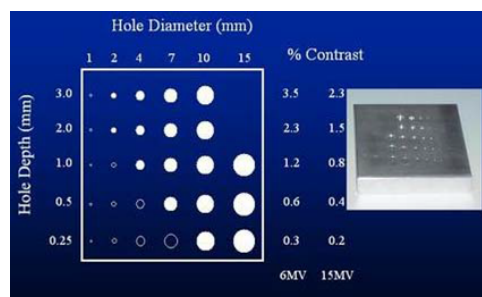 Hole Diameter (mm)
1 2 4 7 10 15 % Contrast
Hole Depth (mm)
3.0 3.5 2.3
2.0 2.3 1.5
1.0 1.2 0.8
0.5 0.6 0.4
0.25 0.3 0.2
6MV 15MV